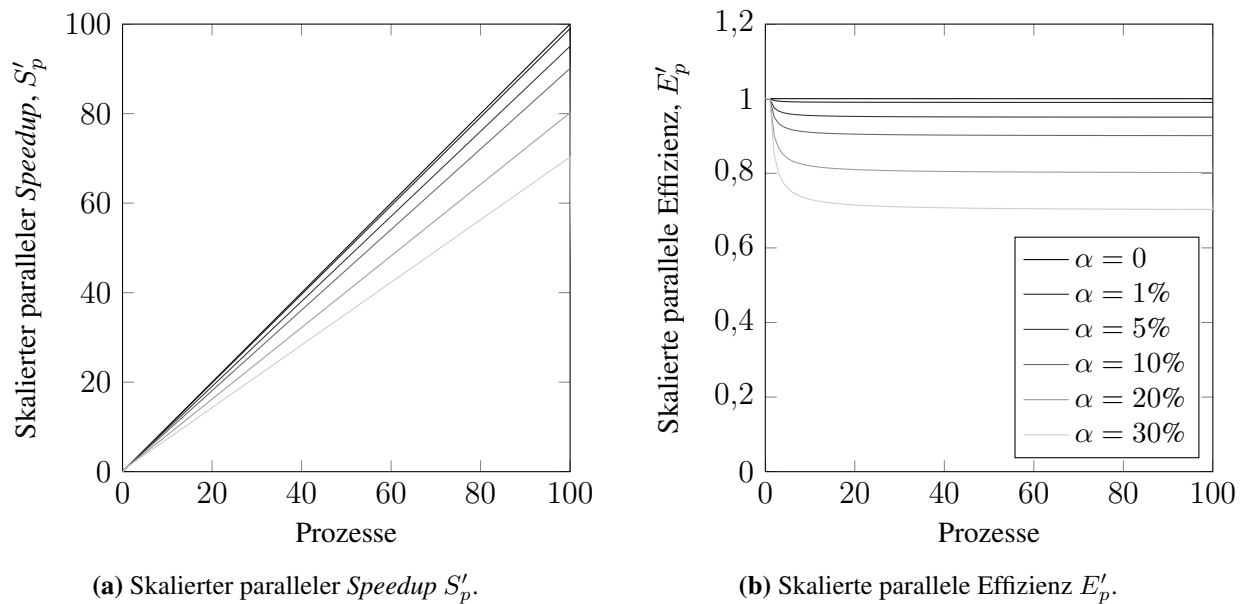 100
80
60
40
20
0
0 20 40 60 80 100
Skalierter paralleler Speedup, S′ₚ
Prozesse
(a) Skalierter paralleler Speedup S′ₚ.
1,2
1
0,8
0,6
0,4
0,2
0
0 20 40 60 80 100
Skalierte parallele Effizienz, E′ₚ
Prozesse
α = 0
α = 1%
α = 5%
α = 10%
α = 20%
α = 30%
(b) Skalierte parallele Effizienz E′ₚ.